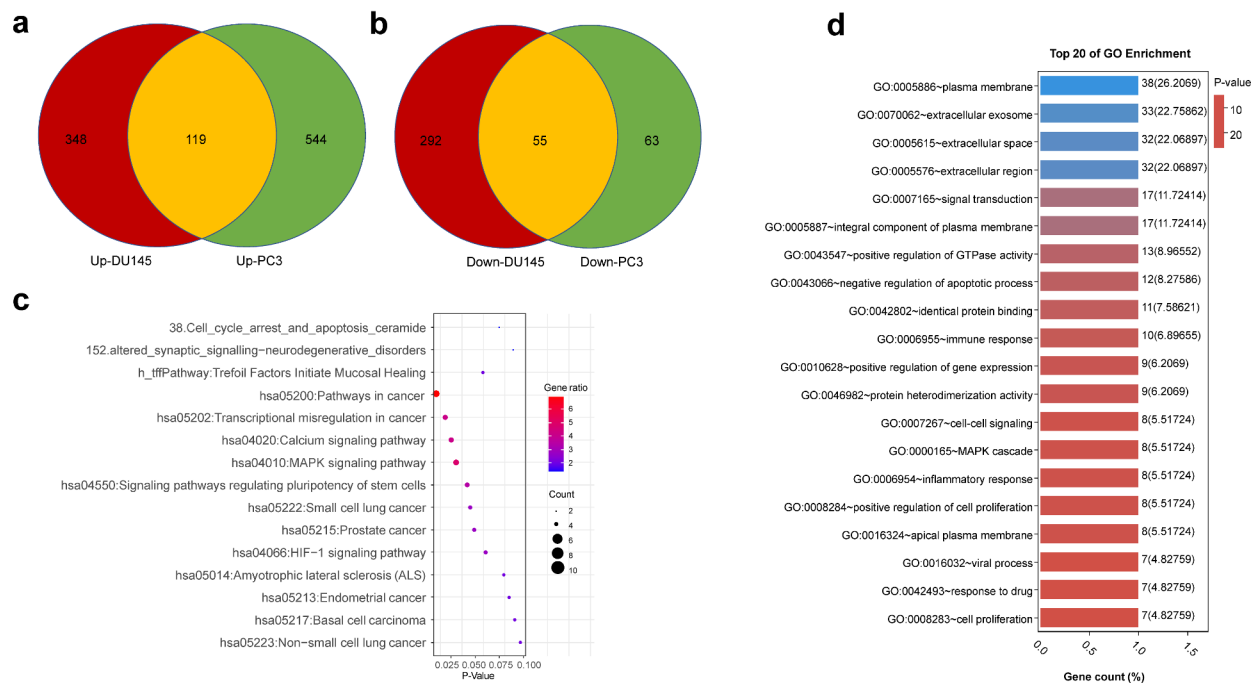 a
348
119
544
Up-DU145
Up-PC3
b
292
55
63
Down-DU145
Down-PC3
c
38.Cell_cycle_arrest_and_apoptosis_ceramide
152.altered_synaptic_signalling−neurodegenerative_disorders
h_tffPathway:Trefoil Factors Initiate Mucosal Healing
hsa05200:Pathways in cancer
hsa05202:Transcriptional misregulation in cancer
hsa04020:Calcium signaling pathway
hsa04010:MAPK signaling pathway
hsa04550:Signaling pathways regulating pluripotency of stem cells
hsa05222:Small cell lung cancer
hsa05215:Prostate cancer
hsa04066:HIF−1 signaling pathway
hsa05014:Amyotrophic lateral sclerosis (ALS)
hsa05213:Endometrial cancer
hsa05217:Basal cell carcinoma
hsa05223:Non−small cell lung cancer
0.025 0.050 0.075 0.100
P-Value
Gene ratio
6
5
4
3
2
Count
2
4
6
8
10
d
Top 20 of GO Enrichment
GO:0005886~plasma membrane 38(26.2069)
GO:0070062~extracellular exosome 33(22.75862)
GO:0005615~extracellular space 32(22.06897)
GO:0005576~extracellular region 32(22.06897)
GO:0007165~signal transduction 17(11.72414)
GO:0005887~integral component of plasma membrane 17(11.72414)
GO:0043547~positive regulation of GTPase activity 13(8.96552)
GO:0043066~negative regulation of apoptotic process 12(8.27586)
GO:0042802~identical protein binding 11(7.58621)
GO:0006955~immune response 10(6.89655)
GO:0010628~positive regulation of gene expression 9(6.2069)
GO:0046982~protein heterodimerization activity 9(6.2069)
GO:0007267~cell-cell signaling 8(5.51724)
GO:0000165~MAPK cascade 8(5.51724)
GO:0006954~inflammatory response 8(5.51724)
GO:0008284~positive regulation of cell proliferation 8(5.51724)
GO:0016324~apical plasma membrane 8(5.51724)
GO:0016032~viral process 7(4.82759)
GO:0042493~response to drug 7(4.82759)
GO:0008283~cell proliferation 7(4.82759)
0.0 0.5 1.0 1.5
Gene count (%)
P-value
10
20